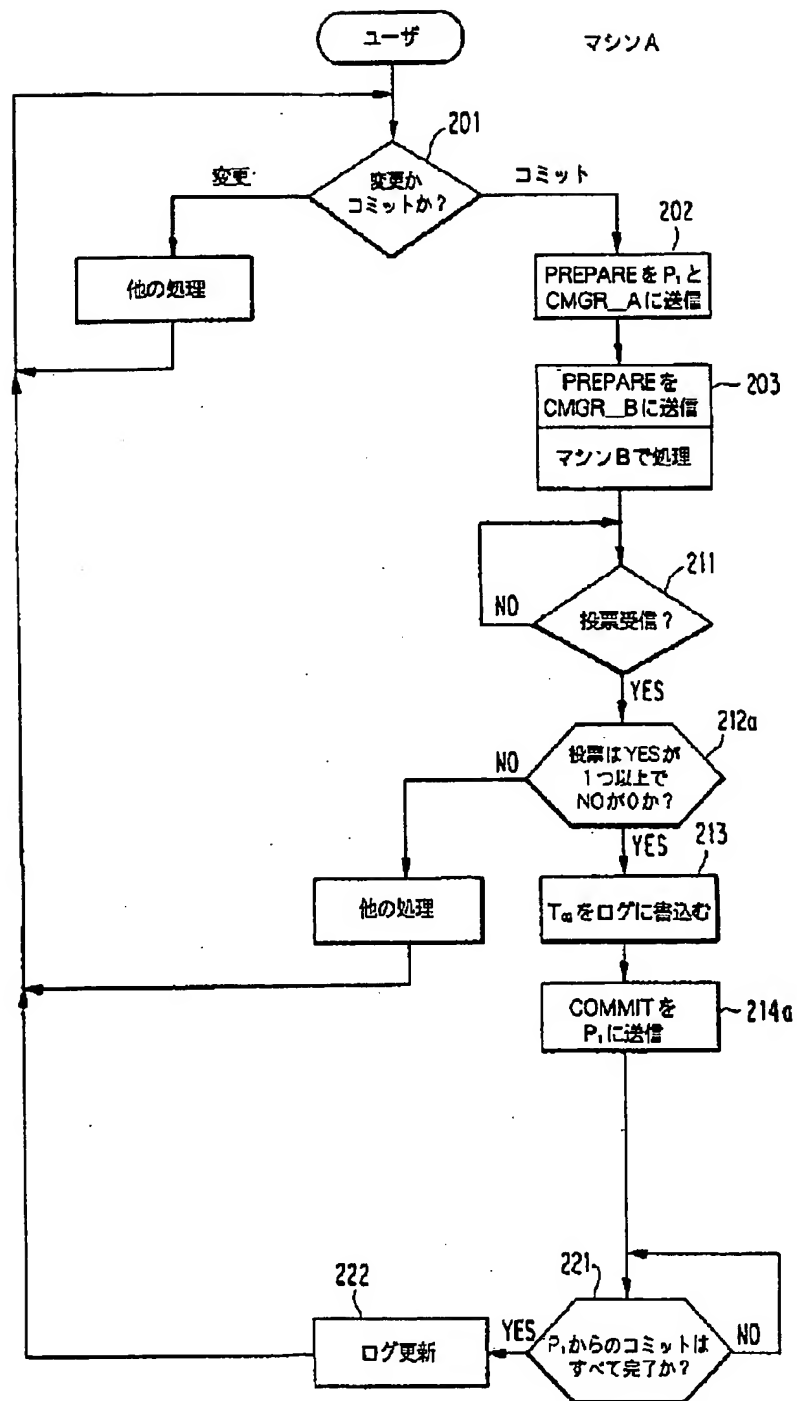 ユーザ
マシンA
201
変更か
コミットか?
変更
コミット
他の処理
202
PREPAREをP₁と
CMGR_Aに送信
203
PREPAREを
CMGR_Bに送信
マシンBで処理
211
投票受信?
NO
YES
212a
投票はYESが
1つ以上で
NOが0か?
NO
YES
213
他の処理
をログに書込む
COMMITを
P₁に送信
214a
221
P₁からのコミットは
すべて完了か?
NO
YES
222
ログ更新